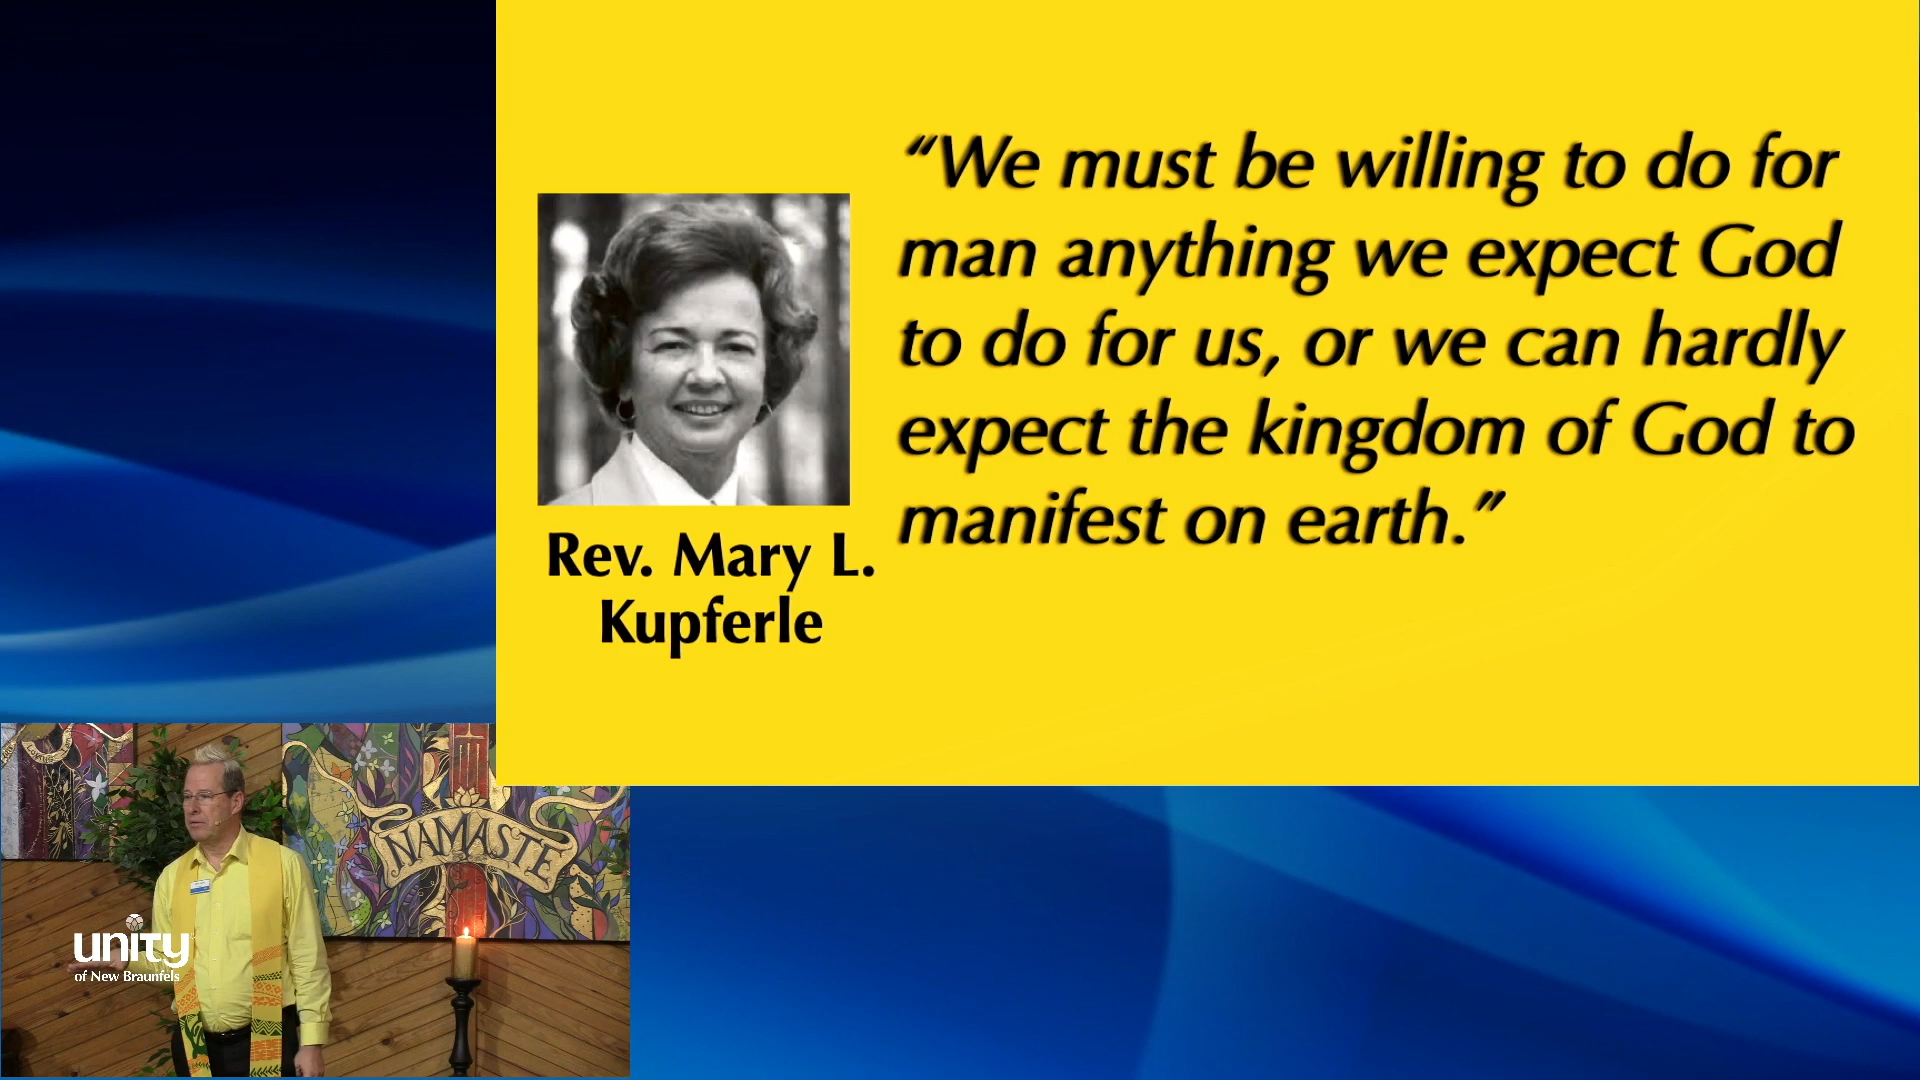 “We must be willing to do for
man anything we expect God
to do for us, or we can hardly
expect the kingdom of God to
manifest on earth.”
Rev. Mary L.
Kupferle
NAMASTE
unity
of New Braunfels